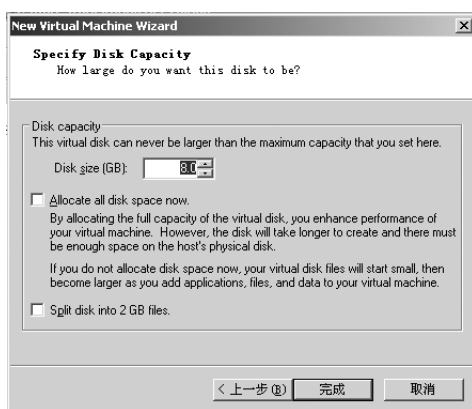 New Virtual Machine Wizard
Specify Disk Capacity
How large do you want this disk to be?
Disk capacity
This virtual disk can never be larger than the maximum capacity that you set here.
Disk size (GB): 8.0
Allocate all disk space now.
By allocating the full capacity of the virtual disk, you enhance performance of
your virtual machine. However, the disk will take longer to create and there must
be enough space on the host's physical disk.
If you do not allocate disk space now, your virtual disk files will start small, then
become larger as you add applications, files, and data to your virtual machine.
Split disk into 2 GB files.
< 上一步(B) 完成 取消